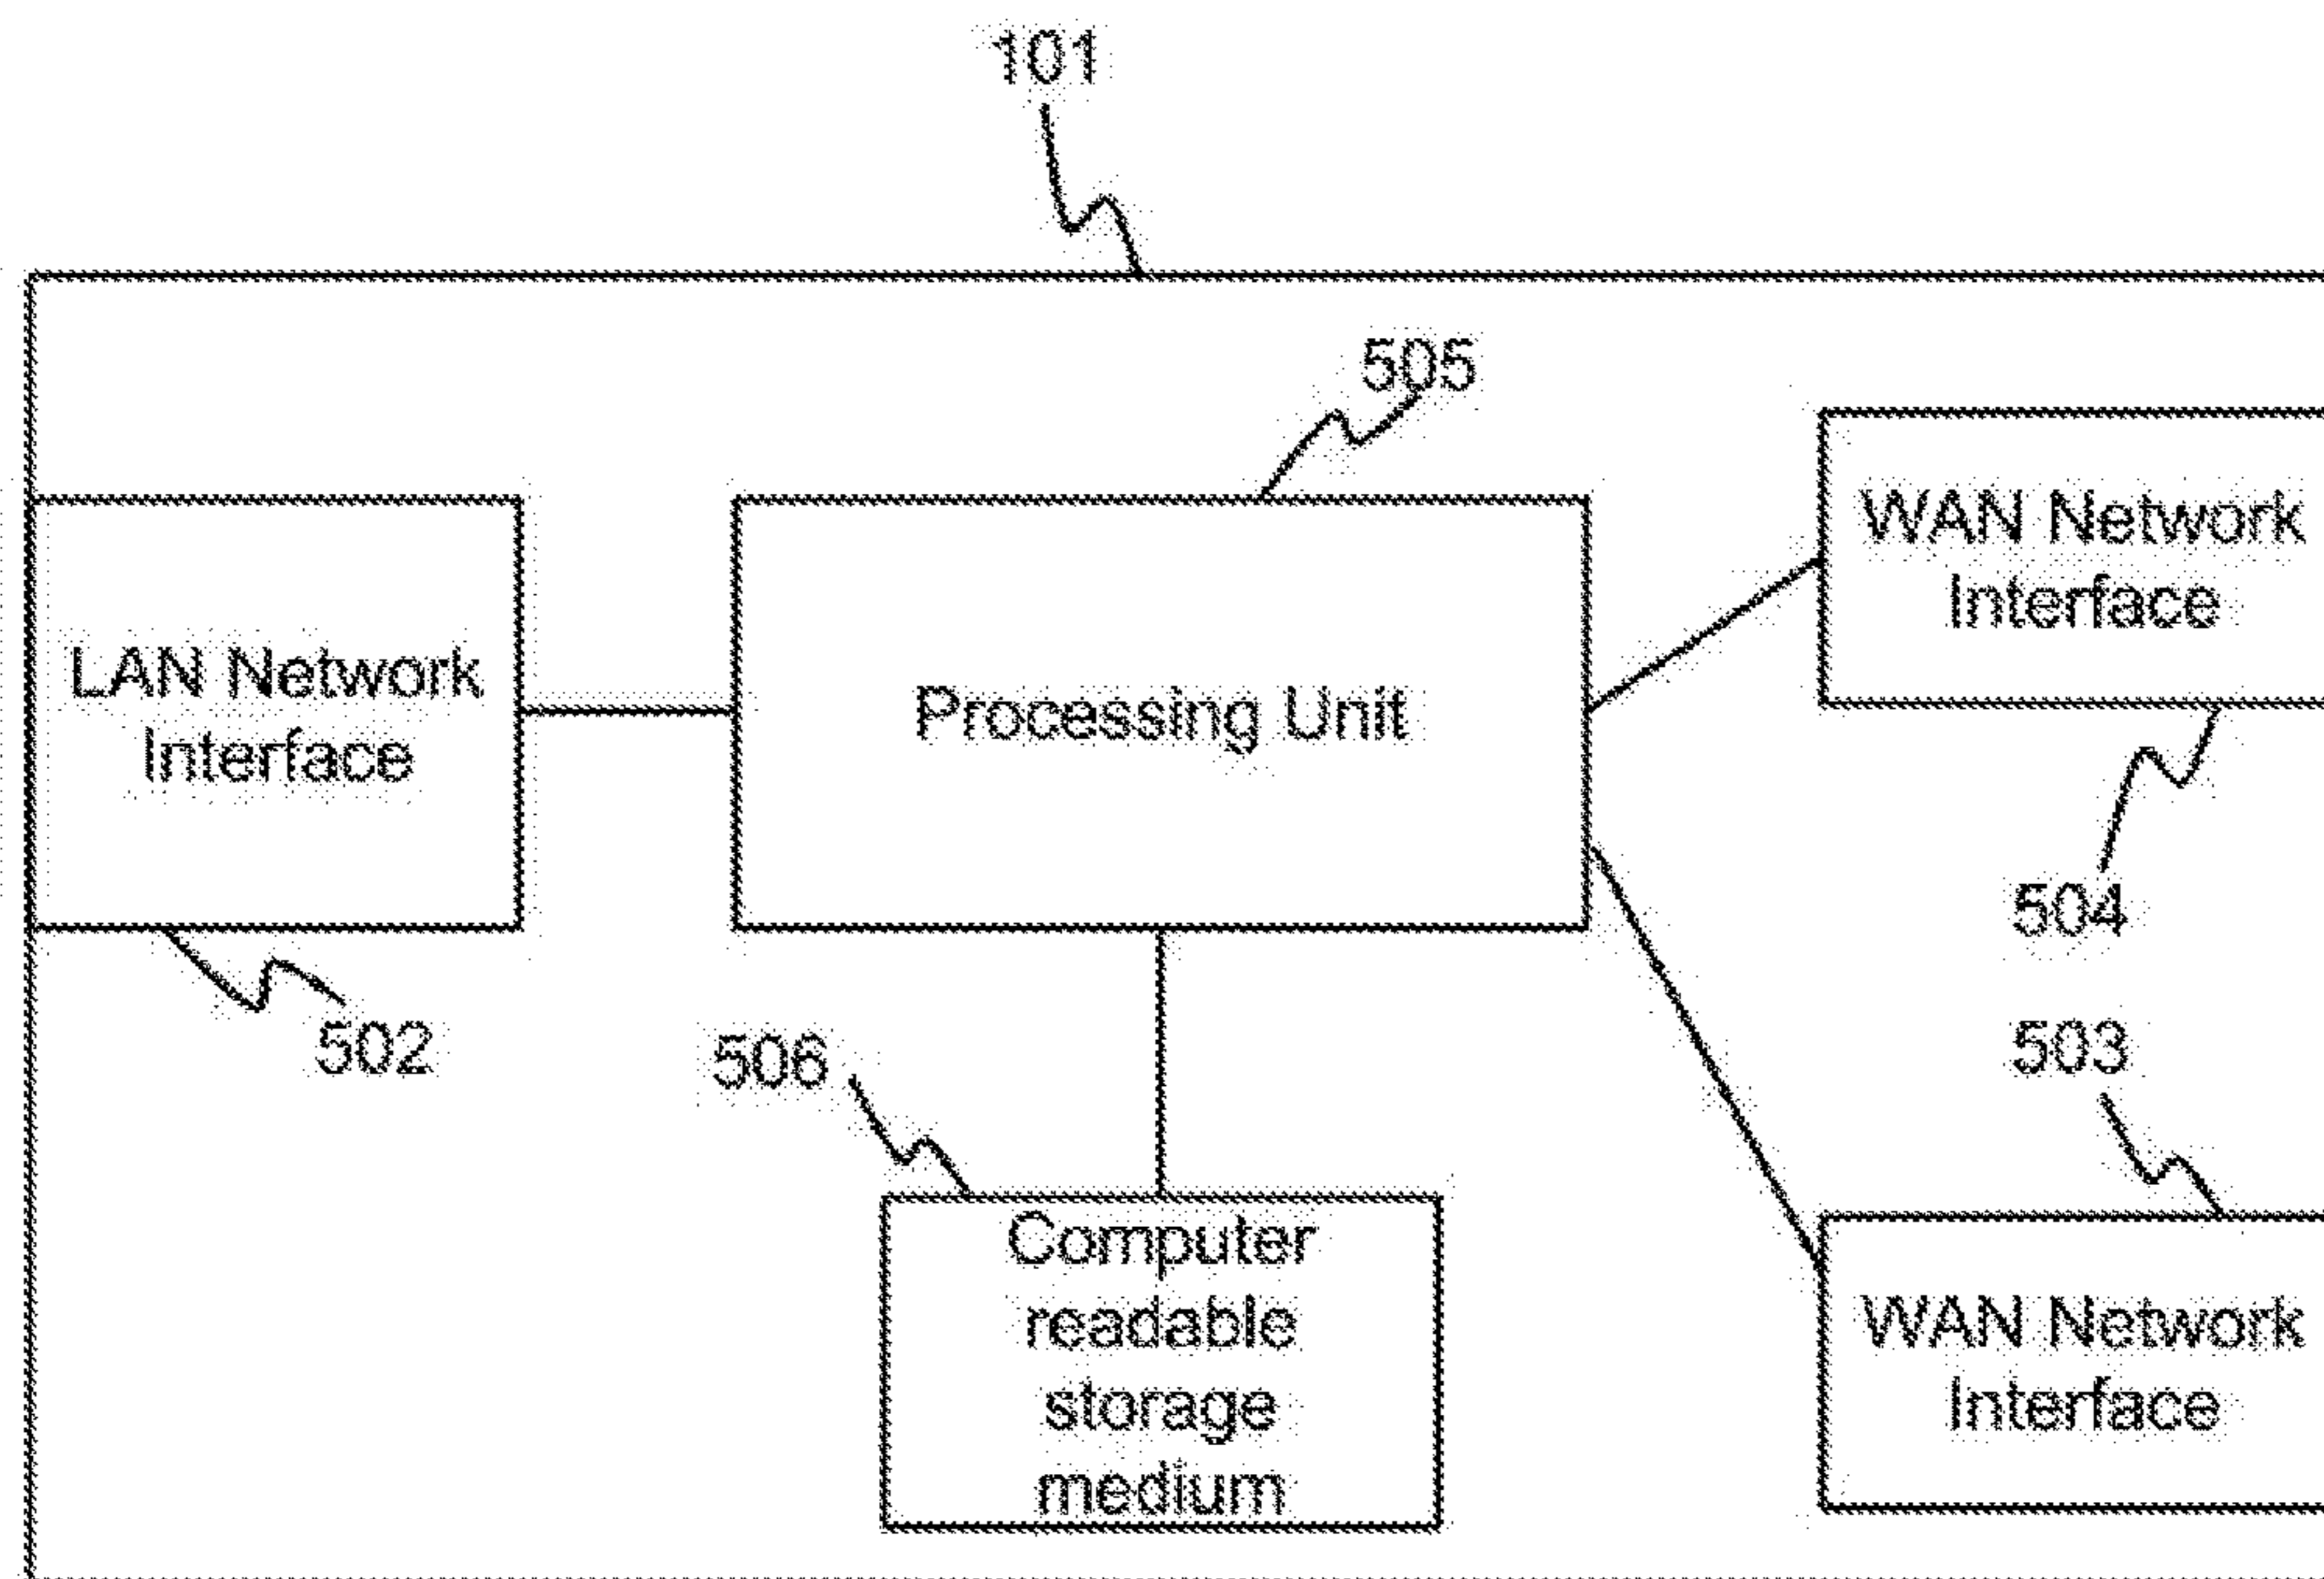 101
505
WAN Network
Interface
LAN Network
Interface
Processing Unit
504
502
506
503
Computer
readable
storage
medium
WAN Network
Interface